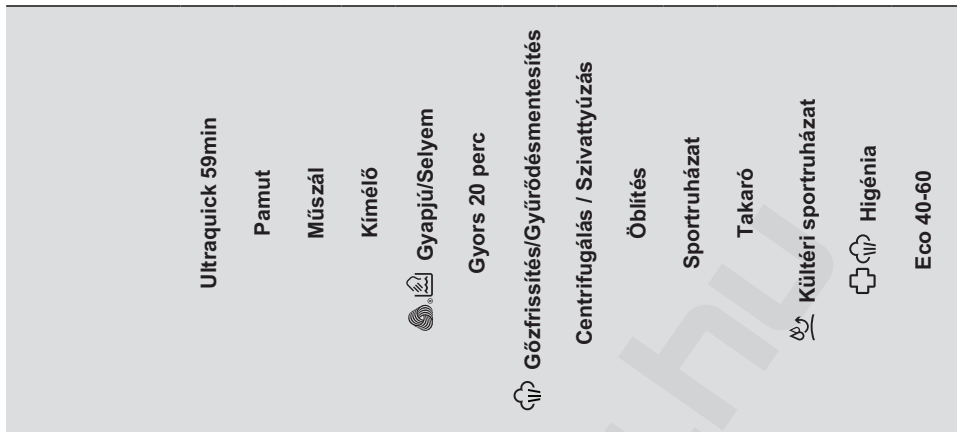 Ultraquick 59min
Pamut
Műszál
Kímélő
Gyapjú/Selyem
Gyors 20 perc
Gőzfrissítés/Gyűrődésmentesítés
Centrifugálás / Szivattyúzás
Öblítés
Sportruházat
Takaró
Kültéri sportruházat
Higénia
Eco 40-60
.hu